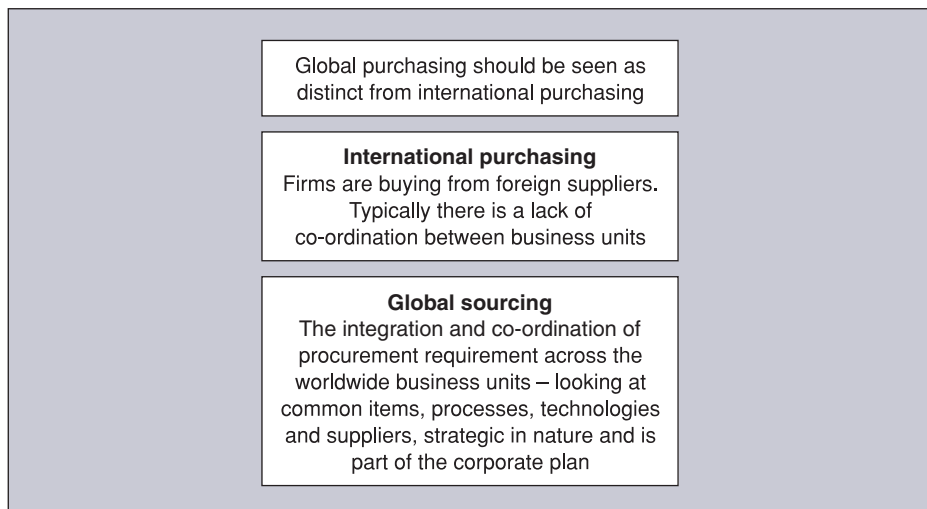 Global purchasing should be seen as
distinct from international purchasing
International purchasing
Firms are buying from foreign suppliers.
Typically there is a lack of
co-ordination between business units
Global sourcing
The integration and co-ordination of
procurement requirement across the
worldwide business units – looking at
common items, processes, technologies
and suppliers, strategic in nature and is
part of the corporate plan